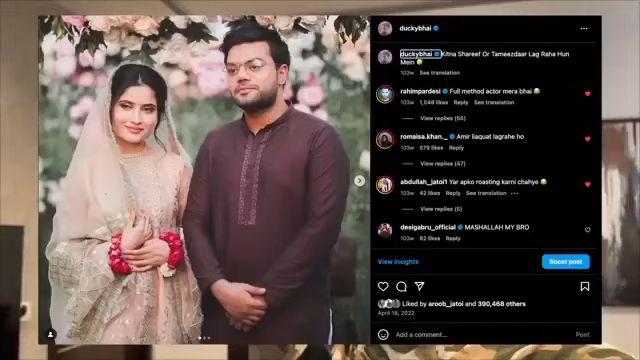 duckybhai
duckybhai Kitna Shareef Or Tameezdaar Lag Raha Hun
Mein 🤣
103w See translation
rahimpardesi Full method actor mera bhai 😂
103w 1,549 likes Reply See translation
View replies (55)
romaisa.khan._ Amir liaquat lagrahe ho
103w 679 likes Reply
View replies (47)
abdullah_jatoi1 Yar apko roasting karni chahye 😂
103w 42 likes Reply See translation
View replies (5)
desigabru_official MASHALLAH MY BRO
103w 62 likes Reply
View insights
Boost post
Liked by aroob_jatoi and 390,468 others
April 18, 2022
Add a comment...
Post